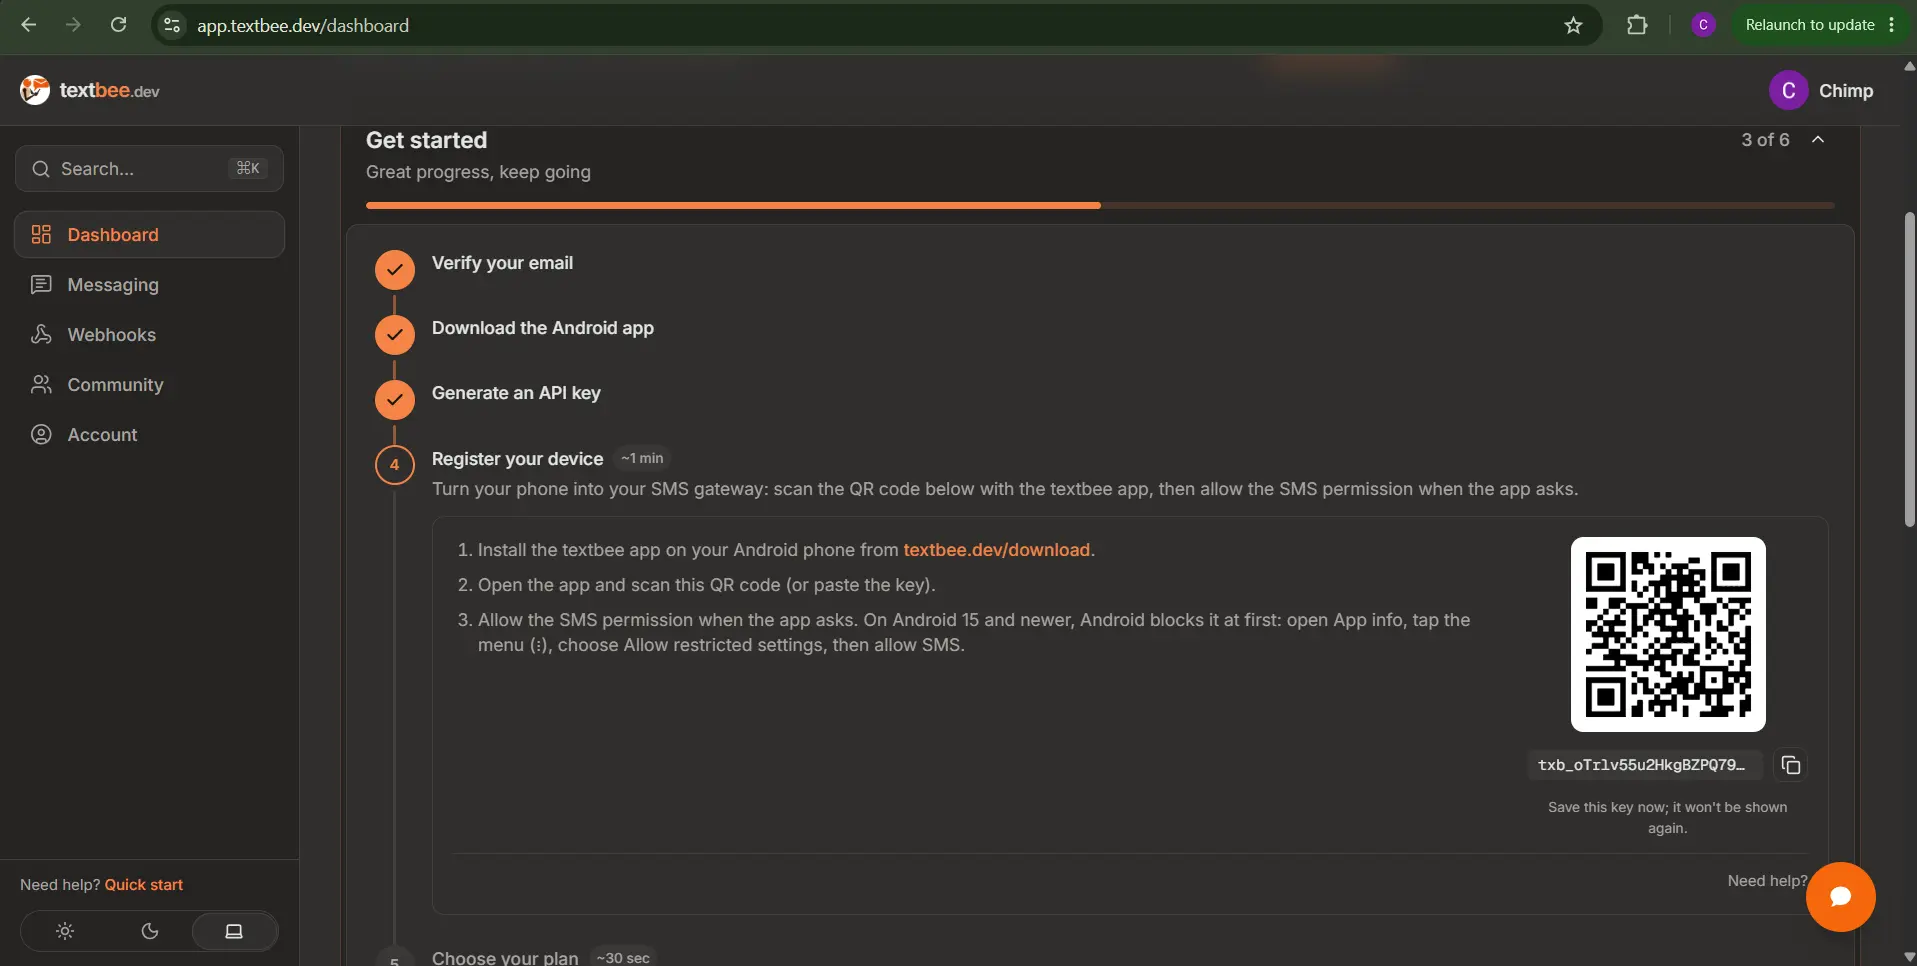 app.textbee.dev/dashboard
C
Relaunch to update
textbee.dev
C
Chimp
Search...
⌘K
Dashboard
Messaging
Webhooks
Community
Account
Need help? Quick start
Get started
3 of 6
Great progress, keep going
Verify your email
Download the Android app
Generate an API key
4
Register your device
~1 min
Turn your phone into your SMS gateway: scan the QR code below with the textbee app, then allow the SMS permission when the app asks.
1. Install the textbee app on your Android phone from textbee.dev/download.
2. Open the app and scan this QR code (or paste the key).
3. Allow the SMS permission when the app asks. On Android 15 and newer, Android blocks it at first: open App info, tap the
menu (⋮), choose Allow restricted settings, then allow SMS.
txb_oTrlv55u2HkgBZPQ79…
Save this key now; it won't be shown
again.
Need help?
5
Choose your plan
~30 sec